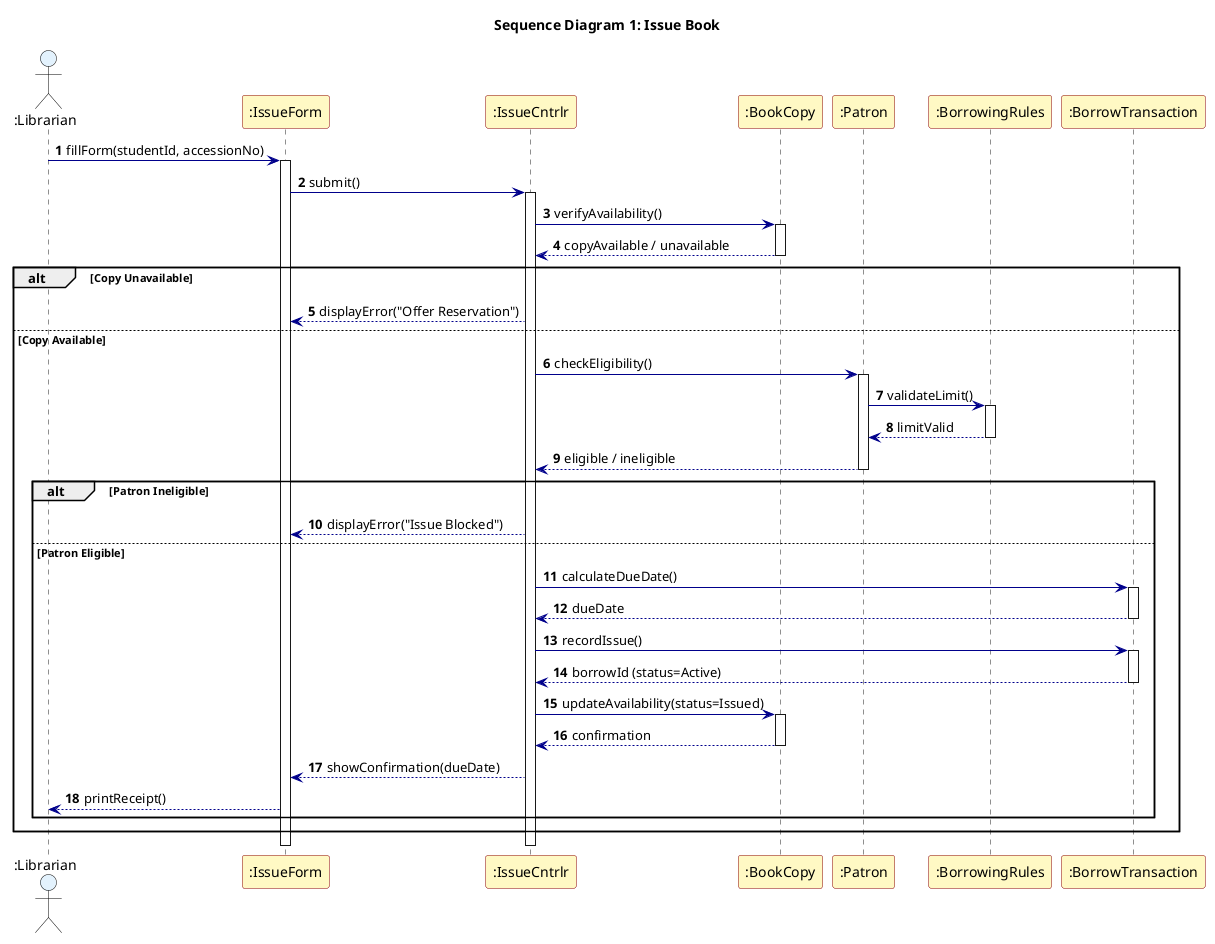 Sequence Diagram 1: Issue Book
:Librarian
:IssueForm
:IssueCntrlr
:BookCopy
:Patron
:BorrowingRules
:BorrowTransaction
1 fillForm(studentId, accessionNo)
2 submit()
3 verifyAvailability()
4 copyAvailable / unavailable
alt [Copy Unavailable]
5 displayError("Offer Reservation")
[Copy Available]
6 checkEligibility()
7 validateLimit()
8 limitValid
9 eligible / ineligible
alt [Patron Ineligible]
10 displayError("Issue Blocked")
[Patron Eligible]
11 calculateDueDate()
12 dueDate
13 recordIssue()
14 borrowId (status=Active)
15 updateAvailability(status=Issued)
16 confirmation
17 showConfirmation(dueDate)
18 printReceipt()
:Librarian
:IssueForm
:IssueCntrlr
:BookCopy
:Patron
:BorrowingRules
:BorrowTransaction